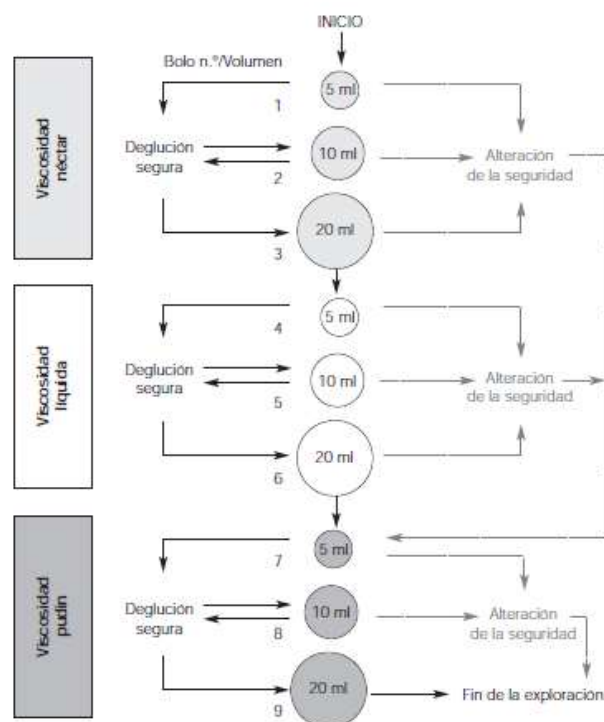 INICIO
Bolo n.º/Volumen
5 ml
1
Viscosidad
néctar
Deglución
segura
10 ml
2
Alteración
de la seguridad
20 ml
3
5 ml
4
Viscosidad
líquida
Deglución
segura
10 ml
5
Alteración
de la seguridad
20 ml
6
5 ml
7
Viscosidad
pudin
Deglución
segura
10 ml
8
Alteración
de la seguridad
20 ml
9
Fin de la exploración